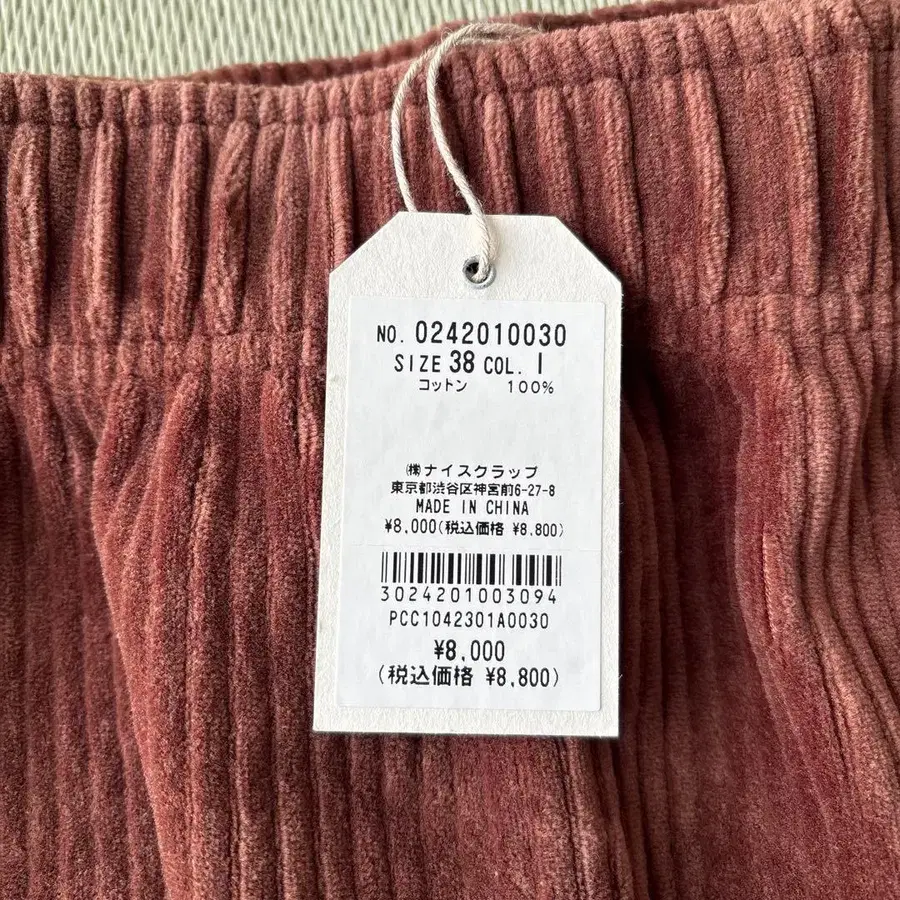 NO. 0242010030
SIZE 38 COL. I
コットン 100%
㈱ナイスクラップ
東京都渋谷区神宮前6-27-8
MADE IN CHINA
¥8,000(税込価格 ¥8,800)
3024201003094
PCC1042301A0030
¥8,000
(税込価格 ¥8,800)